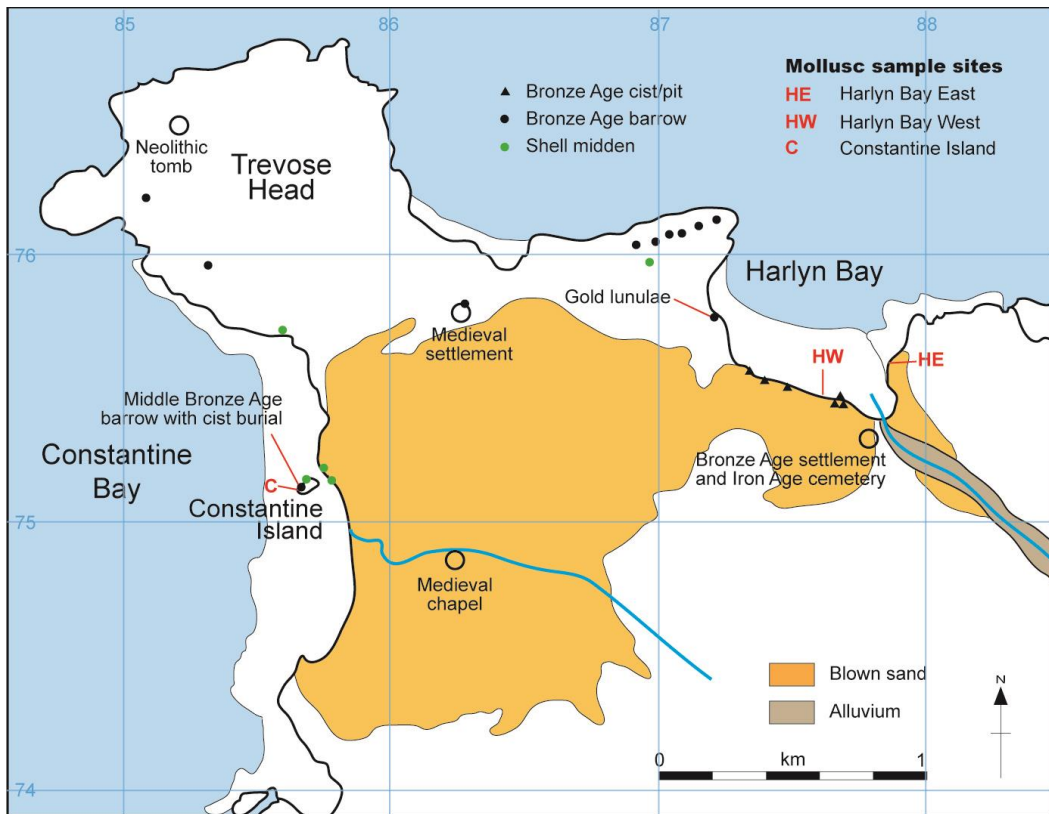 85
86
87
88
Mollusc sample sites
HE Harlyn Bay East
HW Harlyn Bay West
C Constantine Island
Bronze Age cist/pit
Bronze Age barrow
Shell midden
Neolithic
tomb
Trevose
Head
76
Harlyn Bay
Gold lunulae
Medieval
settlement
HW
HE
Middle Bronze Age
barrow with cist burial
Constantine
Bay
C
Constantine
Island
Bronze Age settlement
and Iron Age cemetery
75
Medieval
chapel
Blown sand
Alluvium
N
0
km
1
74